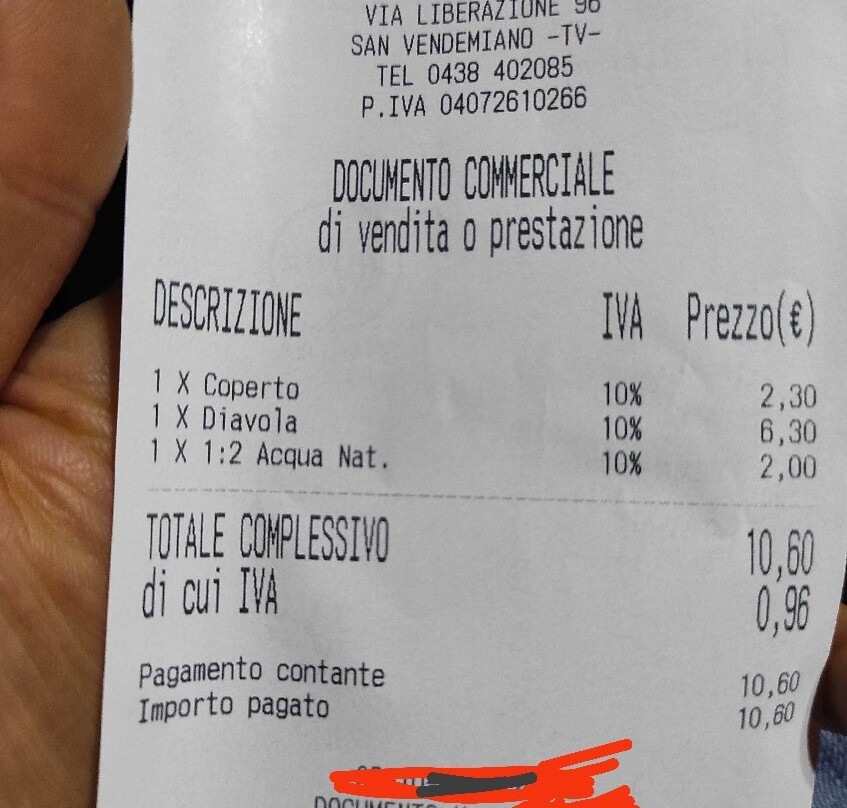 VIA LIBERAZIONE 96
SAN VENDEMIANO -TV-
TEL 0438 402085
P.IVA 04072610266
DOCUMENTO COMMERCIALE
di vendita o prestazione
DESCRIZIONE IVA Prezzo(€)
1 X Coperto 10% 2,30
1 X Diavola 10% 6,30
1 X 1:2 Acqua Nat. 10% 2,00
TOTALE COMPLESSIVO 10,60
di cui IVA 0,96
Pagamento contante 10,60
Importo pagato 10,60
DOCUMENTO